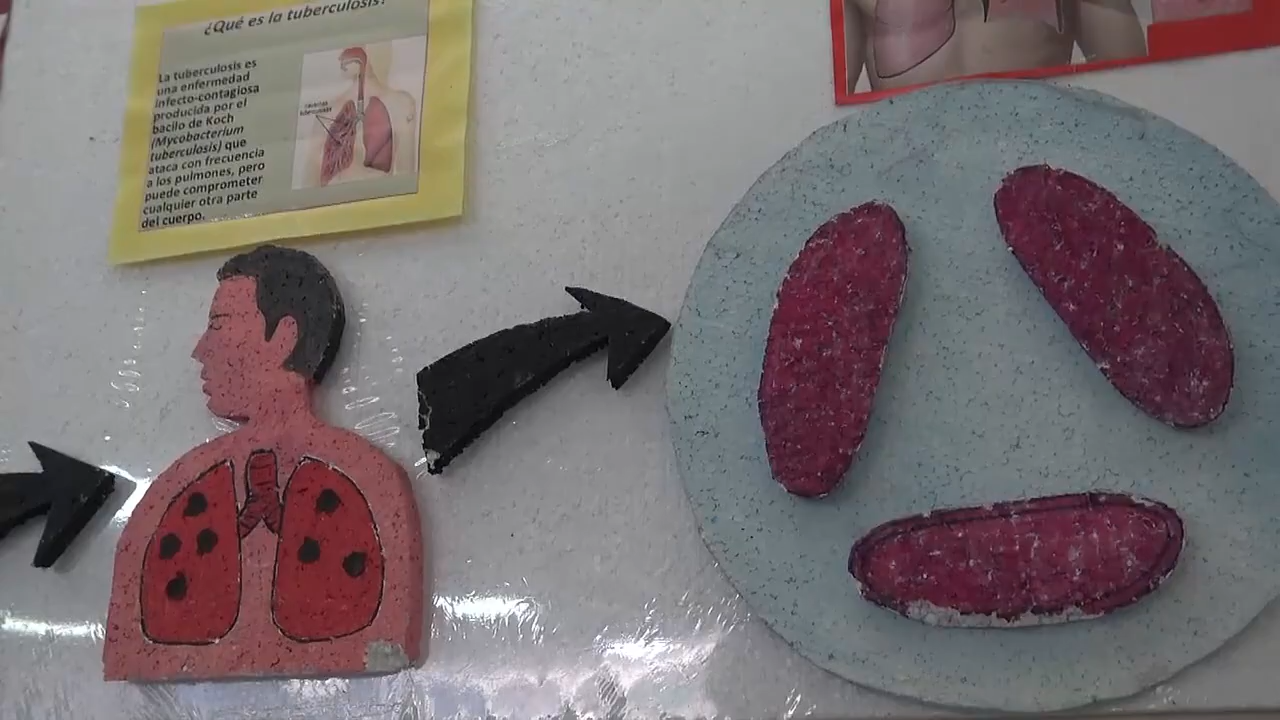 ¿Qué es la tuberculosis?
La tuberculosis es
una enfermedad
infecto-contagiosa
producida por el
bacilo de Koch
(Mycobacterium
tuberculosis) que
ataca con frecuencia
a los pulmones, pero
puede comprometer
cualquier otra parte
del cuerpo.